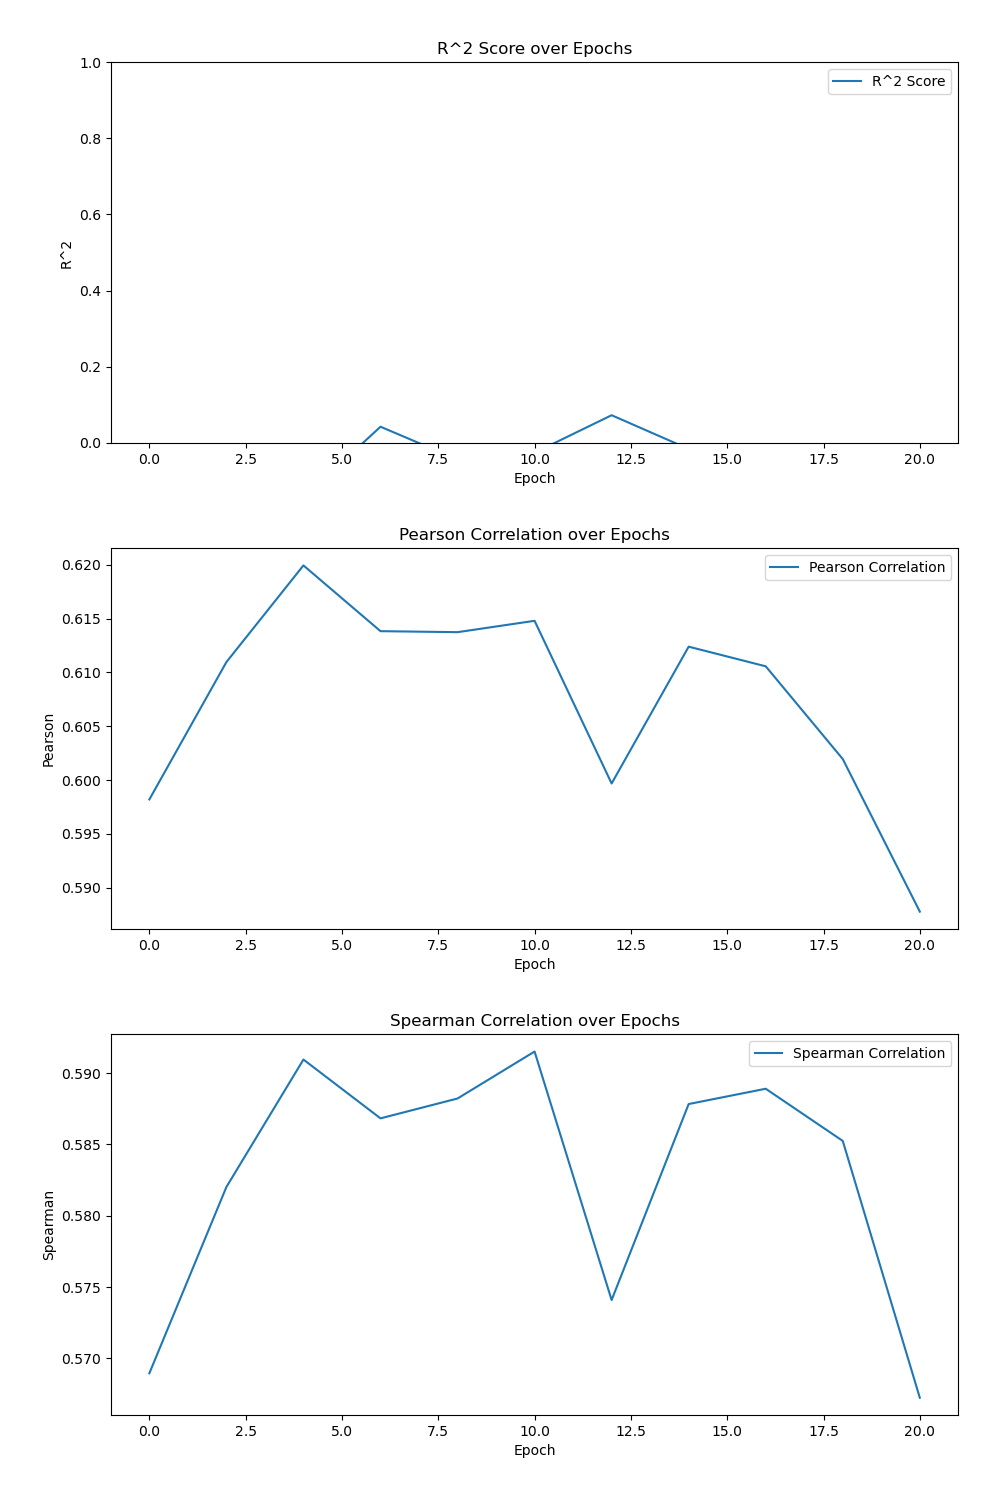 R^2 Score over Epochs
1.0
R^2 Score
0.8
0.6
R^2
0.4
0.2
0.0
0.0 2.5 5.0 7.5 10.0 12.5 15.0 17.5 20.0
Epoch
Pearson Correlation over Epochs
0.620
Pearson Correlation
0.615
0.610
0.605
Pearson
0.600
0.595
0.590
0.0 2.5 5.0 7.5 10.0 12.5 15.0 17.5 20.0
Epoch
Spearman Correlation over Epochs
Spearman Correlation
0.590
0.585
0.580
Spearman
0.575
0.570
0.0 2.5 5.0 7.5 10.0 12.5 15.0 17.5 20.0
Epoch